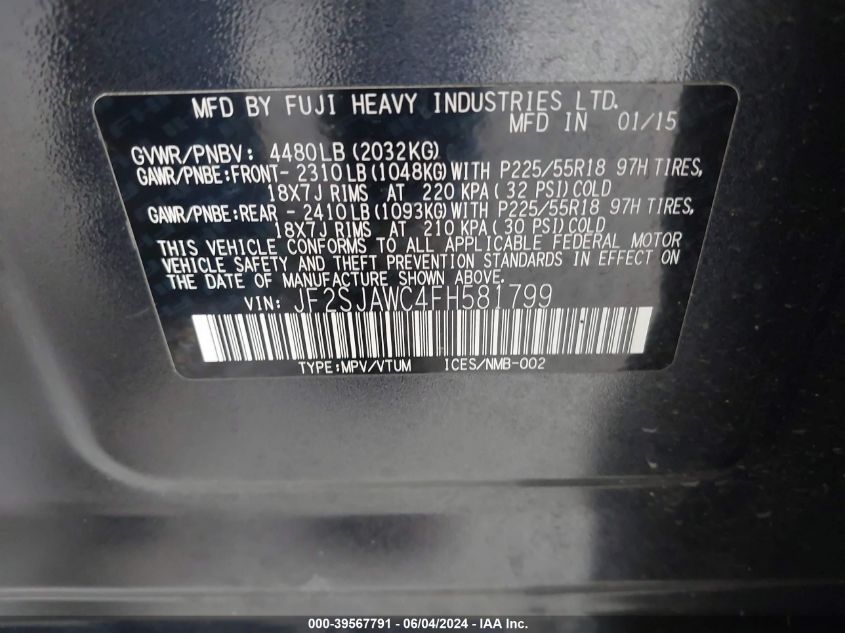 MFD BY FUJI HEAVY INDUSTRIES LTD.
MFD IN 01/15
GVWR/PNBV: 4480LB (2032KG)
GAWR/PNBE:FRONT- 2310 LB (1048KG) WITH P225/55R18 97H TIRES,
18X7J RIMS AT 220 KPA ( 32 PSI) COLD
GAWR/PNBE:REAR - 2410 LB (1093KG) WITH P225/55R18 97H TIRES,
18X7J RIMS AT 210 KPA ( 30 PSI) COLD
THIS VEHICLE CONFORMS TO ALL APPLICABLE FEDERAL MOTOR
VEHICLE SAFETY AND THEFT PREVENTION STANDARDS IN EFFECT ON
THE DATE OF MANUFACTURE SHOWN ABOVE.
VIN: JF2SJAWC4FH581799
TYPE:MPV/VTUM ICES/NMB-002
000-39567791 - 06/04/2024 - IAA Inc.